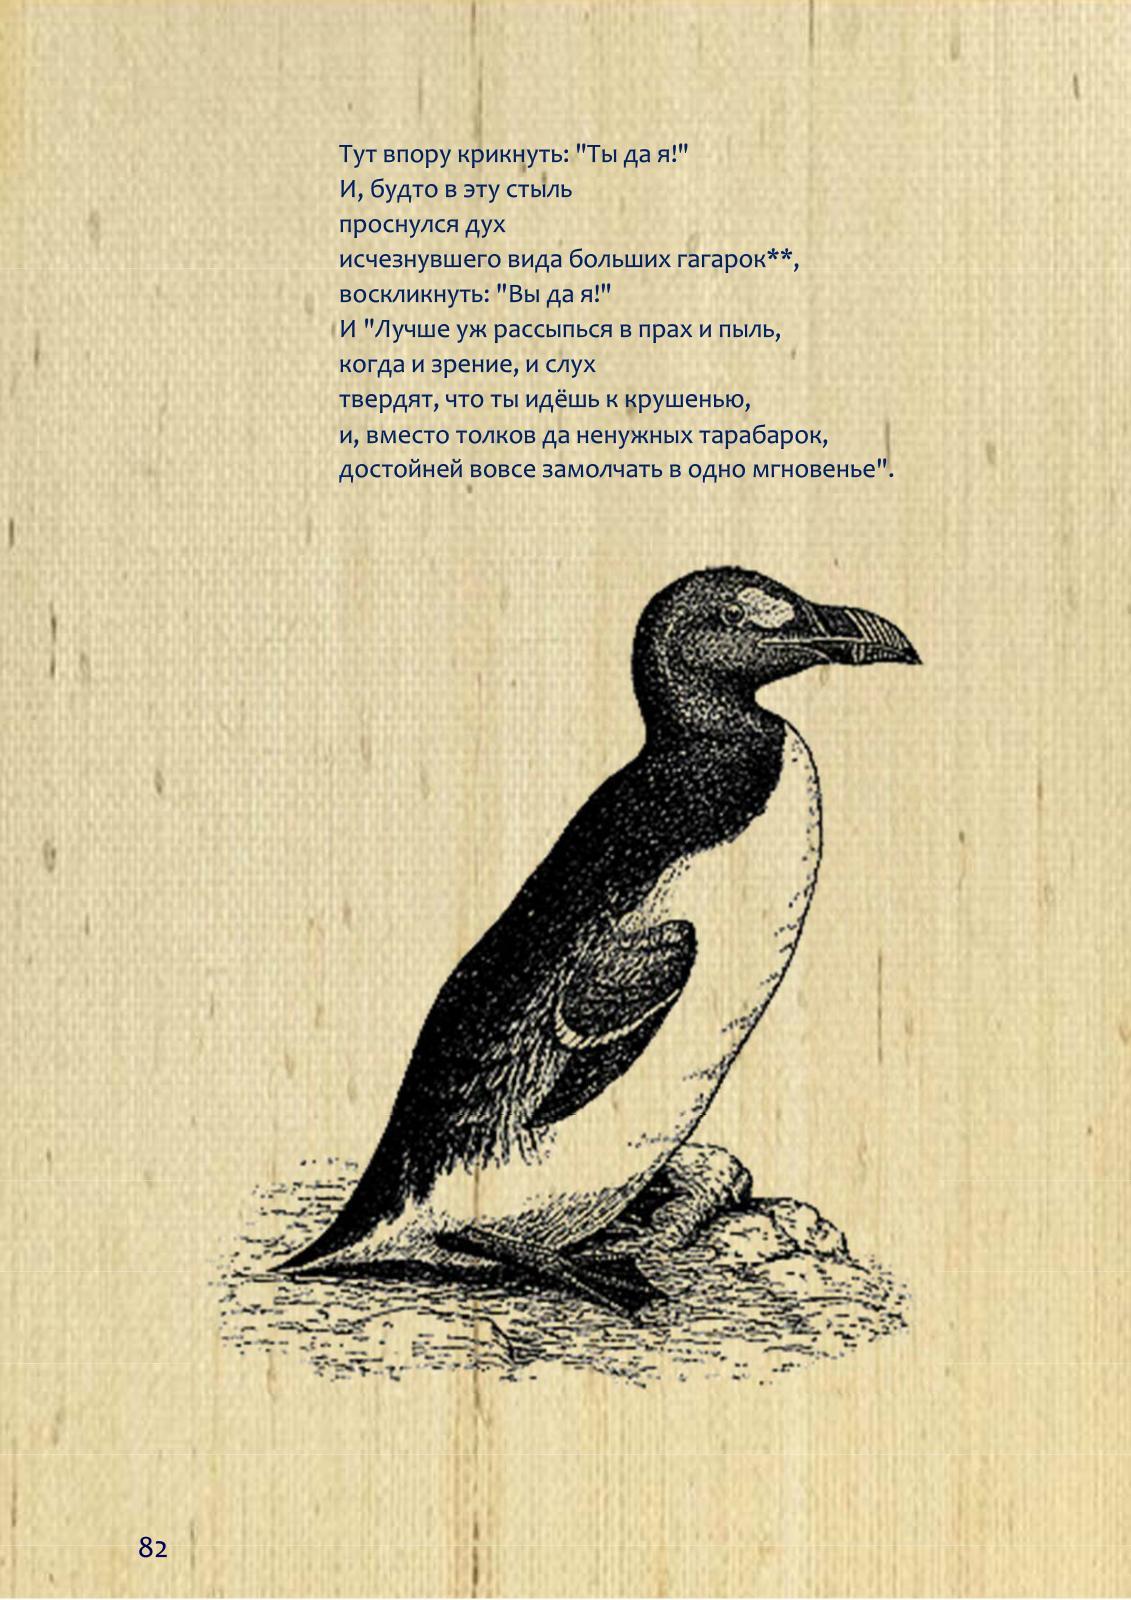 Тут впору крикнуть: "Ты да я!"
И, будто в эту стыль
проснулся дух
исчезнувшего вида больших гагарок**,
воскликнуть: "Вы да я!"
И "Лучше уж рассыпься в прах и пыль,
когда и зрение, и слух
твердят, что ты идёшь к крушенью,
и, вместо толков да ненужных тарабарок,
достойней вовсе замолчать в одно мгновенье".
82